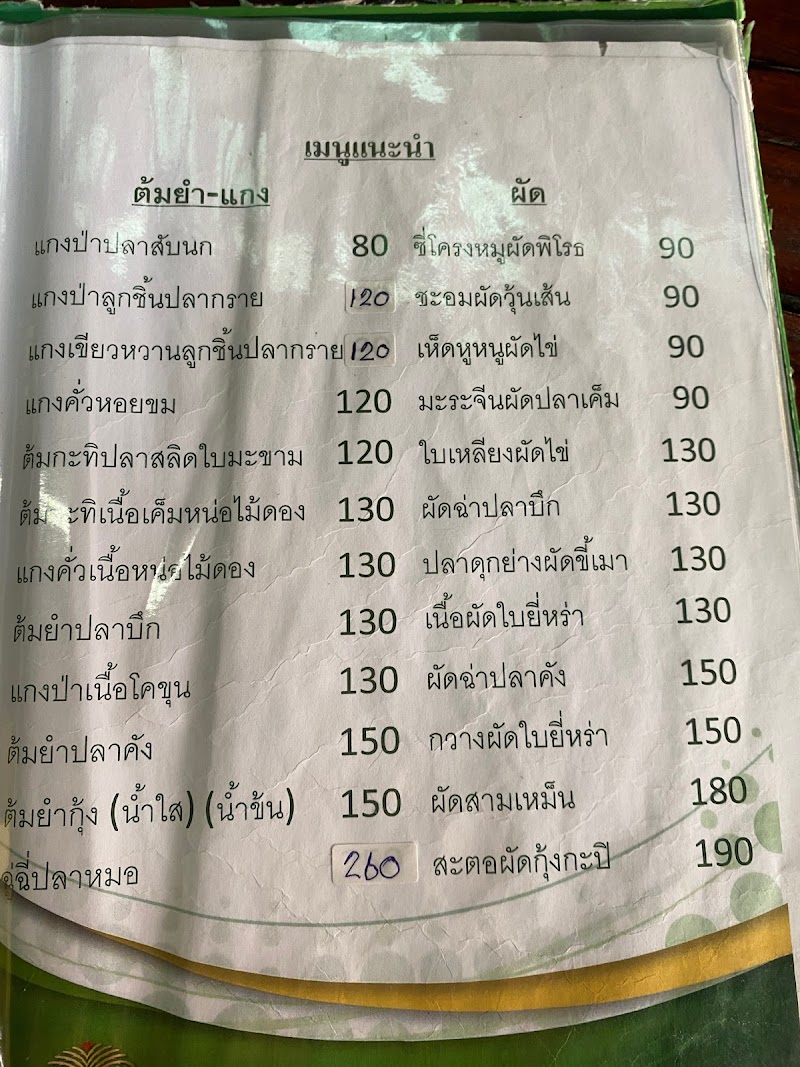 เมนูแนะนำ
ต้มยำ-แกง
แกงป่าปลาสับนก 80
แกงป่าลูกชิ้นปลากราย 120
แกงเขียวหวานลูกชิ้นปลากราย 120
แกงคั่วหอยขม 120
ต้มกะทิปลาสลิดใบมะขาม 120
ต้มกะทิเนื้อเค็มหน่อไม้ดอง 130
แกงคั่วเนื้อหน่อไม้ดอง 130
ต้มยำปลาบึก 130
แกงป่าเนื้อโคขุน 130
ต้มยำปลาคัง 150
ต้มยำกุ้ง (น้ำใส) (น้ำข้น) 150
ฉู่ฉี่ปลาหมอ 260
ผัด
ซี่โครงหมูผัดพิโรธ 90
ชะอมผัดวุ้นเส้น 90
เห็ดหูหนูผัดไข่ 90
มะระจีนผัดปลาเค็ม 90
ใบเหลียงผัดไข่ 130
ผัดฉ่าปลาบึก 130
ปลาดุกย่างผัดขี้เมา 130
เนื้อผัดใบยี่หร่า 130
ผัดฉ่าปลาคัง 150
กวางผัดใบยี่หร่า 150
ผัดสามเหม็น 180
สะตอผัดกุ้งกะปิ 190